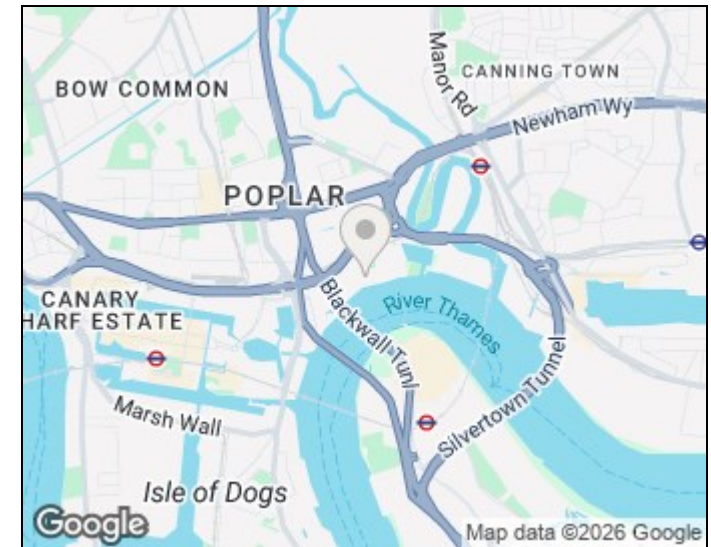 Manor Rd
CANNING TOWN
BOW COMMON
Newham Wy
POPLAR
CANARY
HARF ESTATE
River Thames
Blackwall Tunl
Silvertown Tunnel
Marsh Wall
Isle of Dogs
Google
Map data ©2026 Google